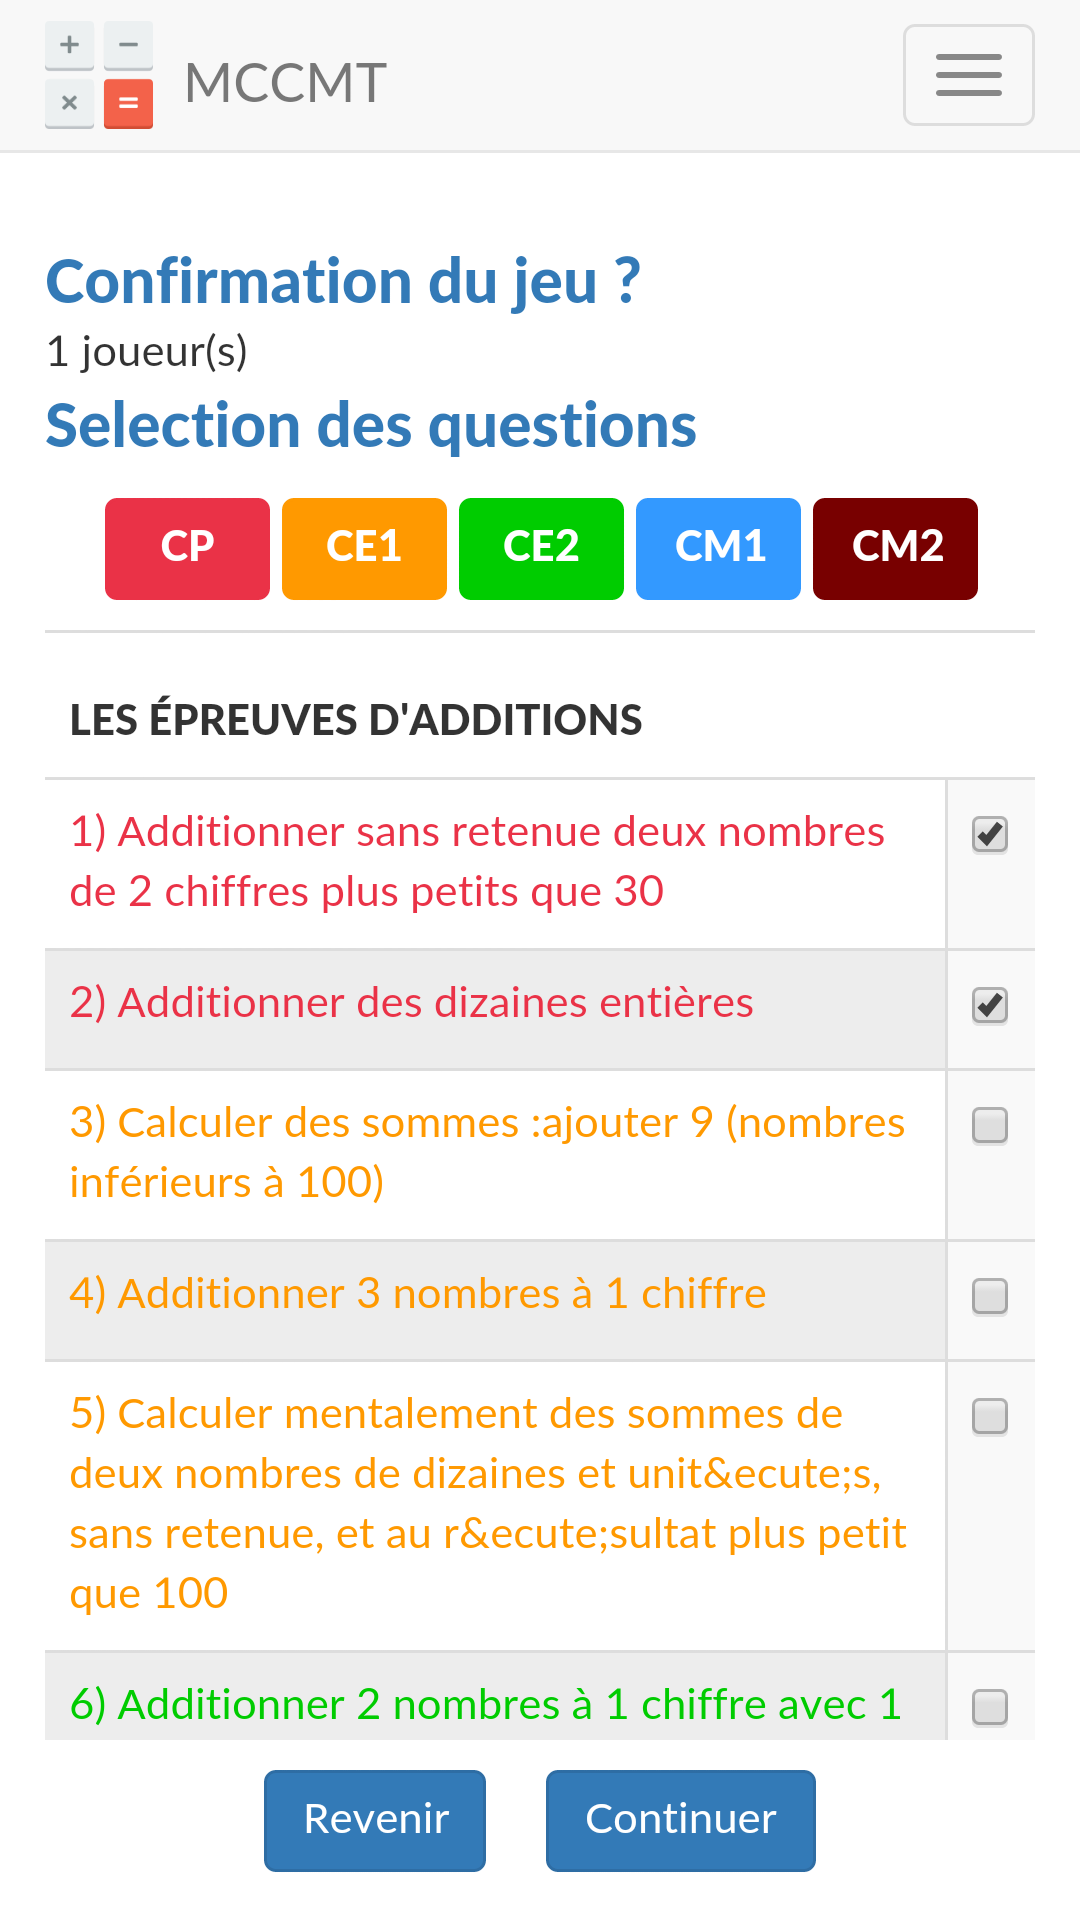 + −
× =
MCCMT
Confirmation du jeu ?
1 joueur(s)
Selection des questions
CP CE1 CE2 CM1 CM2
LES ÉPREUVES D'ADDITIONS
1) Additionner sans retenue deux nombres
de 2 chiffres plus petits que 30
2) Additionner des dizaines entières
3) Calculer des sommes :ajouter 9 (nombres
inférieurs à 100)
4) Additionner 3 nombres à 1 chiffre
5) Calculer mentalement des sommes de
deux nombres de dizaines et unit&ecute;s,
sans retenue, et au r&ecute;sultat plus petit
que 100
6) Additionner 2 nombres à 1 chiffre avec 1
Revenir Continuer